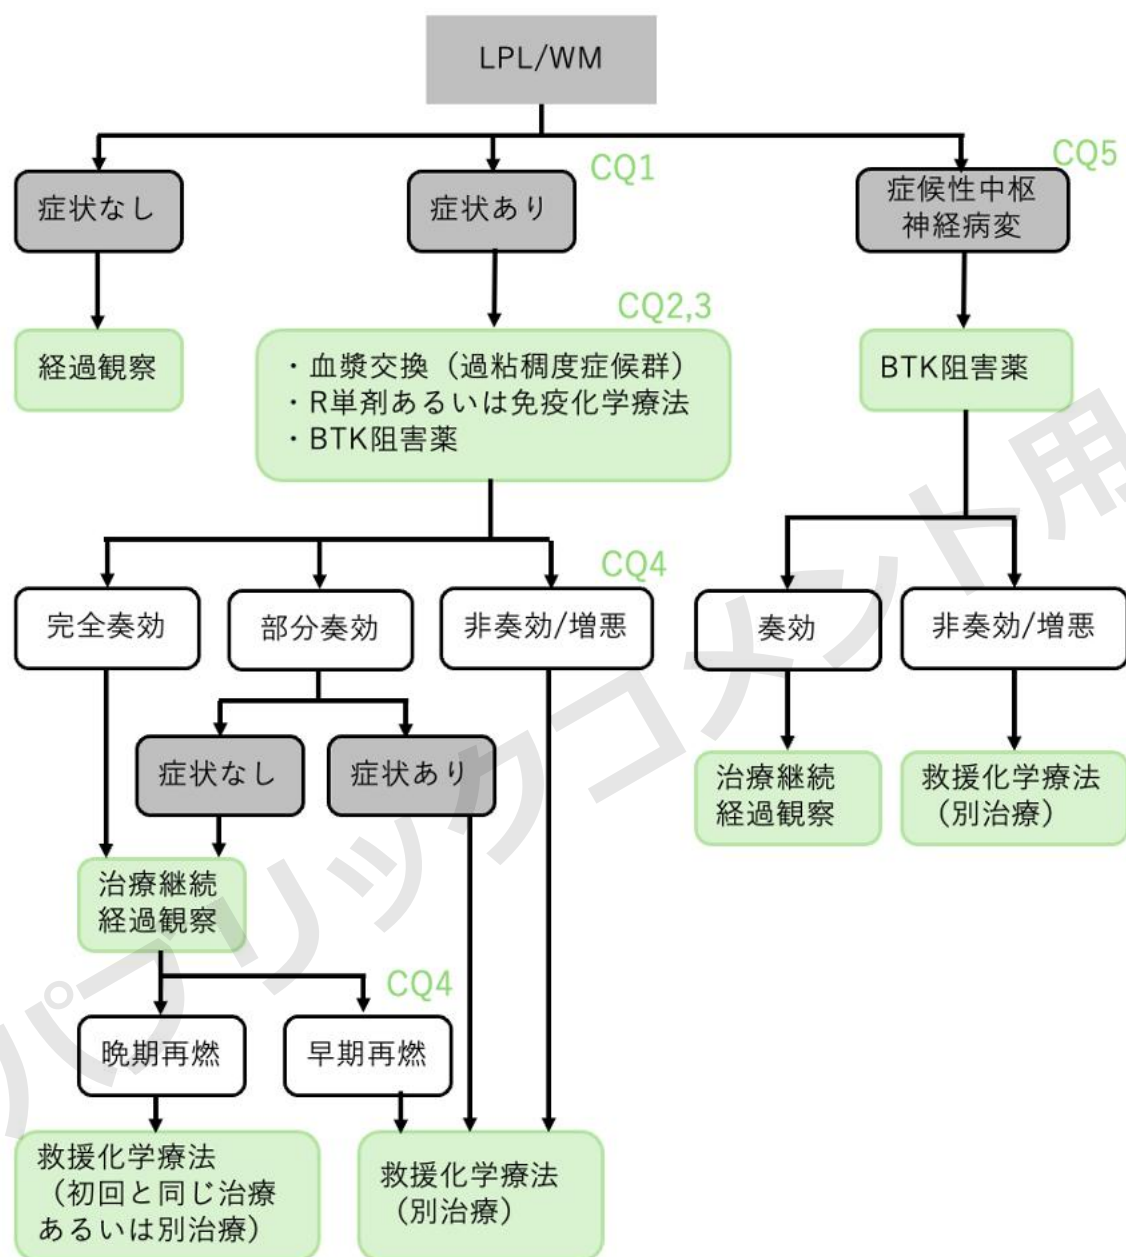 LPL/WM
症状なし
CQ1
症状あり
CQ5
症候性中枢
神経病変
経過観察
CQ2,3
・血漿交換（過粘稠度症候群）
・R単剤あるいは免疫化学療法
・BTK阻害薬
BTK阻害薬
完全奏効
部分奏効
CQ4
非奏効/増悪
奏効
非奏効/増悪
症状なし
症状あり
治療継続
経過観察
救援化学療法
（別治療）
治療継続
経過観察
CQ4
晩期再燃
早期再燃
救援化学療法
（初回と同じ治療
あるいは別治療）
救援化学療法
（別治療）
パブリックコメント用